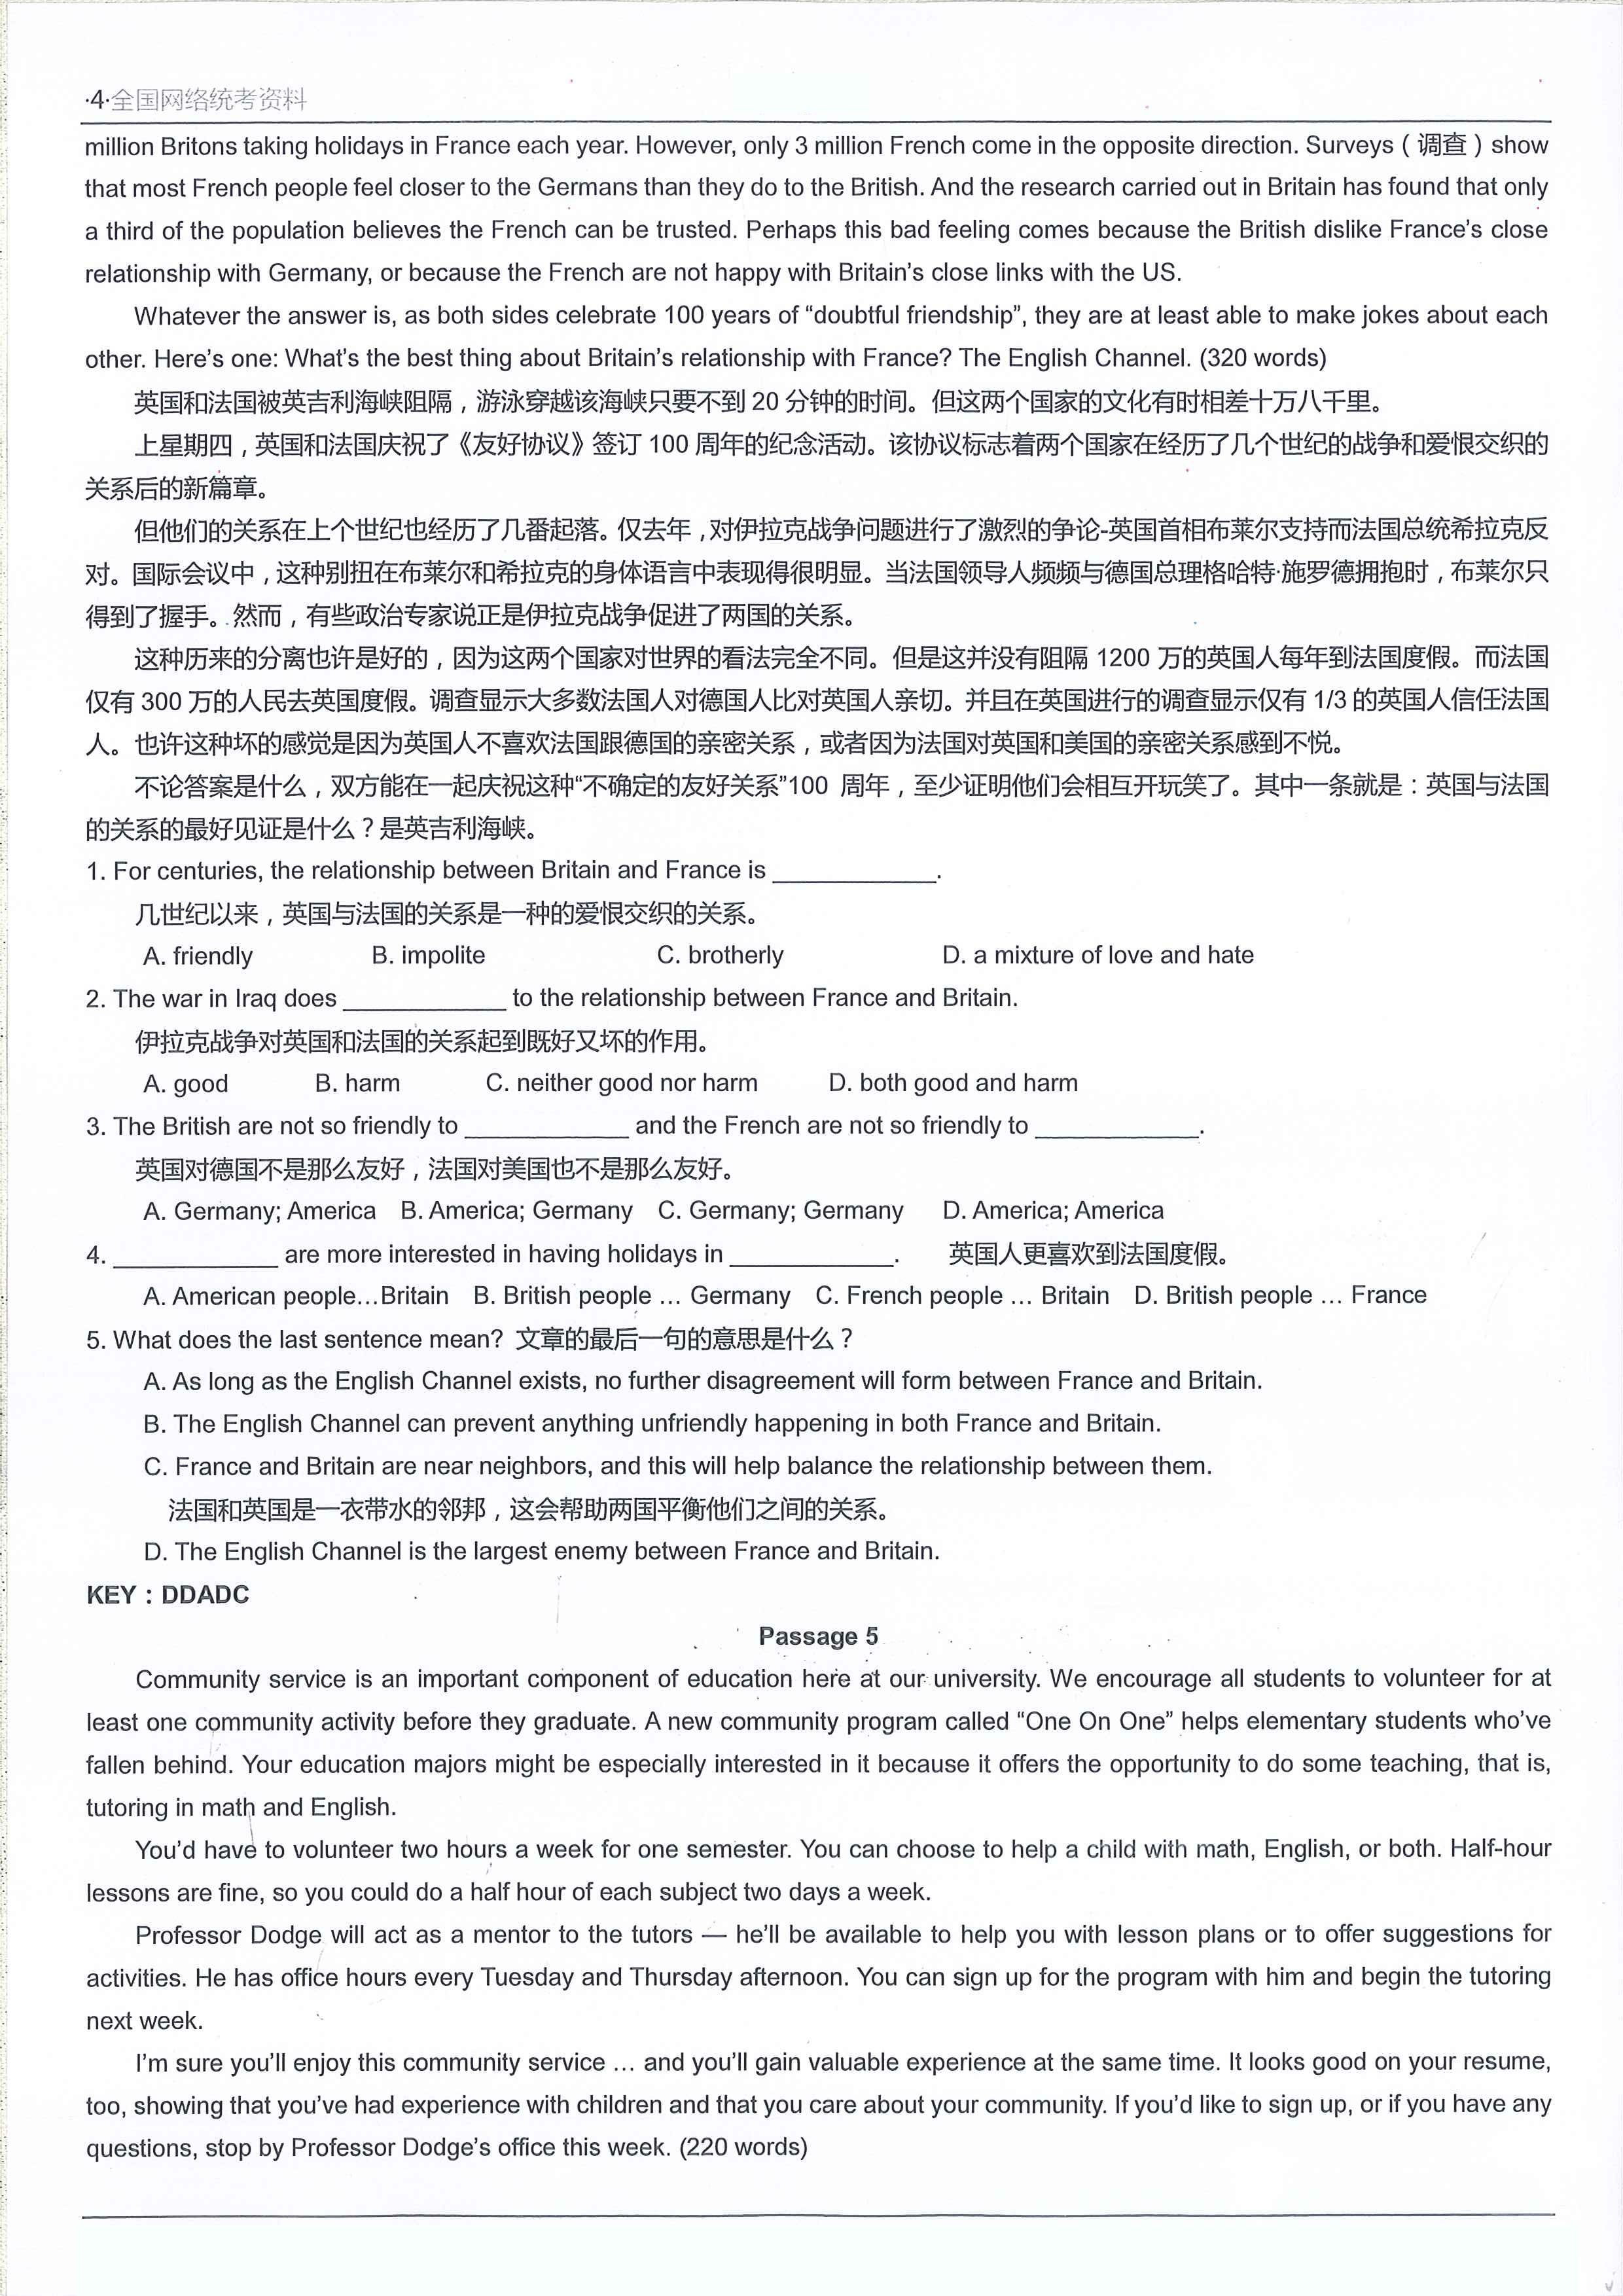 ·4·全国网络统考资料
million Britons taking holidays in France each year. However, only 3 million French come in the opposite direction. Surveys ( 调查 ) show
that most French people feel closer to the Germans than they do to the British. And the research carried out in Britain has found that only
a third of the population believes the French can be trusted. Perhaps this bad feeling comes because the British dislike France's close
relationship with Germany, or because the French are not happy with Britain's close links with the US.
Whatever the answer is, as both sides celebrate 100 years of “doubtful friendship”, they are at least able to make jokes about each
other. Here's one: What's the best thing about Britain's relationship with France? The English Channel. (320 words)
英国和法国被英吉利海峡阻隔，游泳穿越该海峡只要不到 20 分钟的时间。但这两个国家的文化有时相差十万八千里。
上星期四，英国和法国庆祝了《友好协议》签订 100 周年的纪念活动。该协议标志着两个国家在经历了几个世纪的战争和爱恨交织的
关系后的新篇章。
但他们的关系在上个世纪也经历了几番起落。仅去年，对伊拉克战争问题进行了激烈的争论-英国首相布莱尔支持而法国总统希拉克反
对。国际会议中，这种别扭在布莱尔和希拉克的身体语言中表现得很明显。当法国领导人频频与德国总理格哈特·施罗德拥抱时，布莱尔只
得到了握手。然而，有些政治专家说正是伊拉克战争促进了两国的关系。
这种历来的分离也许是好的，因为这两个国家对世界的看法完全不同。但是这并没有阻隔 1200 万的英国人每年到法国度假。而法国
仅有 300 万的人民去英国度假。调查显示大多数法国人对德国人比对英国人亲切。并且在英国进行的调查显示仅有 1/3 的英国人信任法国
人。也许这种坏的感觉是因为英国人不喜欢法国跟德国的亲密关系，或者因为法国对英国和美国的亲密关系感到不悦。
不论答案是什么，双方能在一起庆祝这种“不确定的友好关系”100 周年，至少证明他们会相互开玩笑了。其中一条就是：英国与法国
的关系的最好见证是什么？是英吉利海峡。
1. For centuries, the relationship between Britain and France is ____________.
几世纪以来，英国与法国的关系是一种的爱恨交织的关系。
A. friendly B. impolite C. brotherly D. a mixture of love and hate
2. The war in Iraq does ____________ to the relationship between France and Britain.
伊拉克战争对英国和法国的关系起到既好又坏的作用。
A. good B. harm C. neither good nor harm D. both good and harm
3. The British are not so friendly to ____________ and the French are not so friendly to ____________.
英国对德国不是那么友好，法国对美国也不是那么友好。
A. Germany; America B. America; Germany C. Germany; Germany D. America; America
4. ____________ are more interested in having holidays in ____________. 英国人更喜欢到法国度假。
A. American people…Britain B. British people … Germany C. French people … Britain D. British people … France
5. What does the last sentence mean? 文章的最后一句的意思是什么？
A. As long as the English Channel exists, no further disagreement will form between France and Britain.
B. The English Channel can prevent anything unfriendly happening in both France and Britain.
C. France and Britain are near neighbors, and this will help balance the relationship between them.
法国和英国是一衣带水的邻邦，这会帮助两国平衡他们之间的关系。
D. The English Channel is the largest enemy between France and Britain.
KEY：DDADC
Passage 5
Community service is an important component of education here at our university. We encourage all students to volunteer for at
least one community activity before they graduate. A new community program called “One On One” helps elementary students who've
fallen behind. Your education majors might be especially interested in it because it offers the opportunity to do some teaching, that is,
tutoring in math and English.
You'd have to volunteer two hours a week for one semester. You can choose to help a child with math, English, or both. Half-hour
lessons are fine, so you could do a half hour of each subject two days a week.
Professor Dodge will act as a mentor to the tutors — he'll be available to help you with lesson plans or to offer suggestions for
activities. He has office hours every Tuesday and Thursday afternoon. You can sign up for the program with him and begin the tutoring
next week.
I'm sure you'll enjoy this community service … and you'll gain valuable experience at the same time. It looks good on your resume,
too, showing that you've had experience with children and that you care about your community. If you'd like to sign up, or if you have any
questions, stop by Professor Dodge's office this week. (220 words)